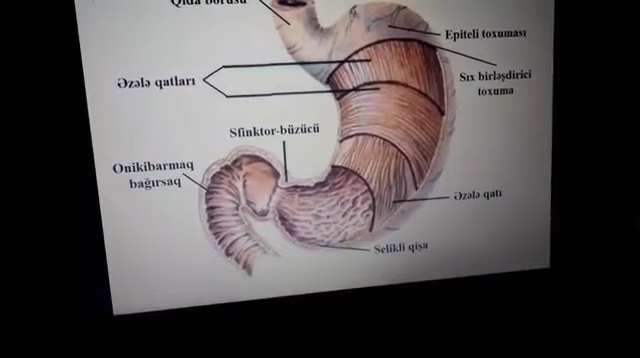 Qida borusu
Epiteli toxuması
Əzələ qatları
Sıx birləşdirici
toxuma
Sfinktor-büzücü
Onikibarmaq
bağırsaq
Əzələ qatı
Selikli qişa